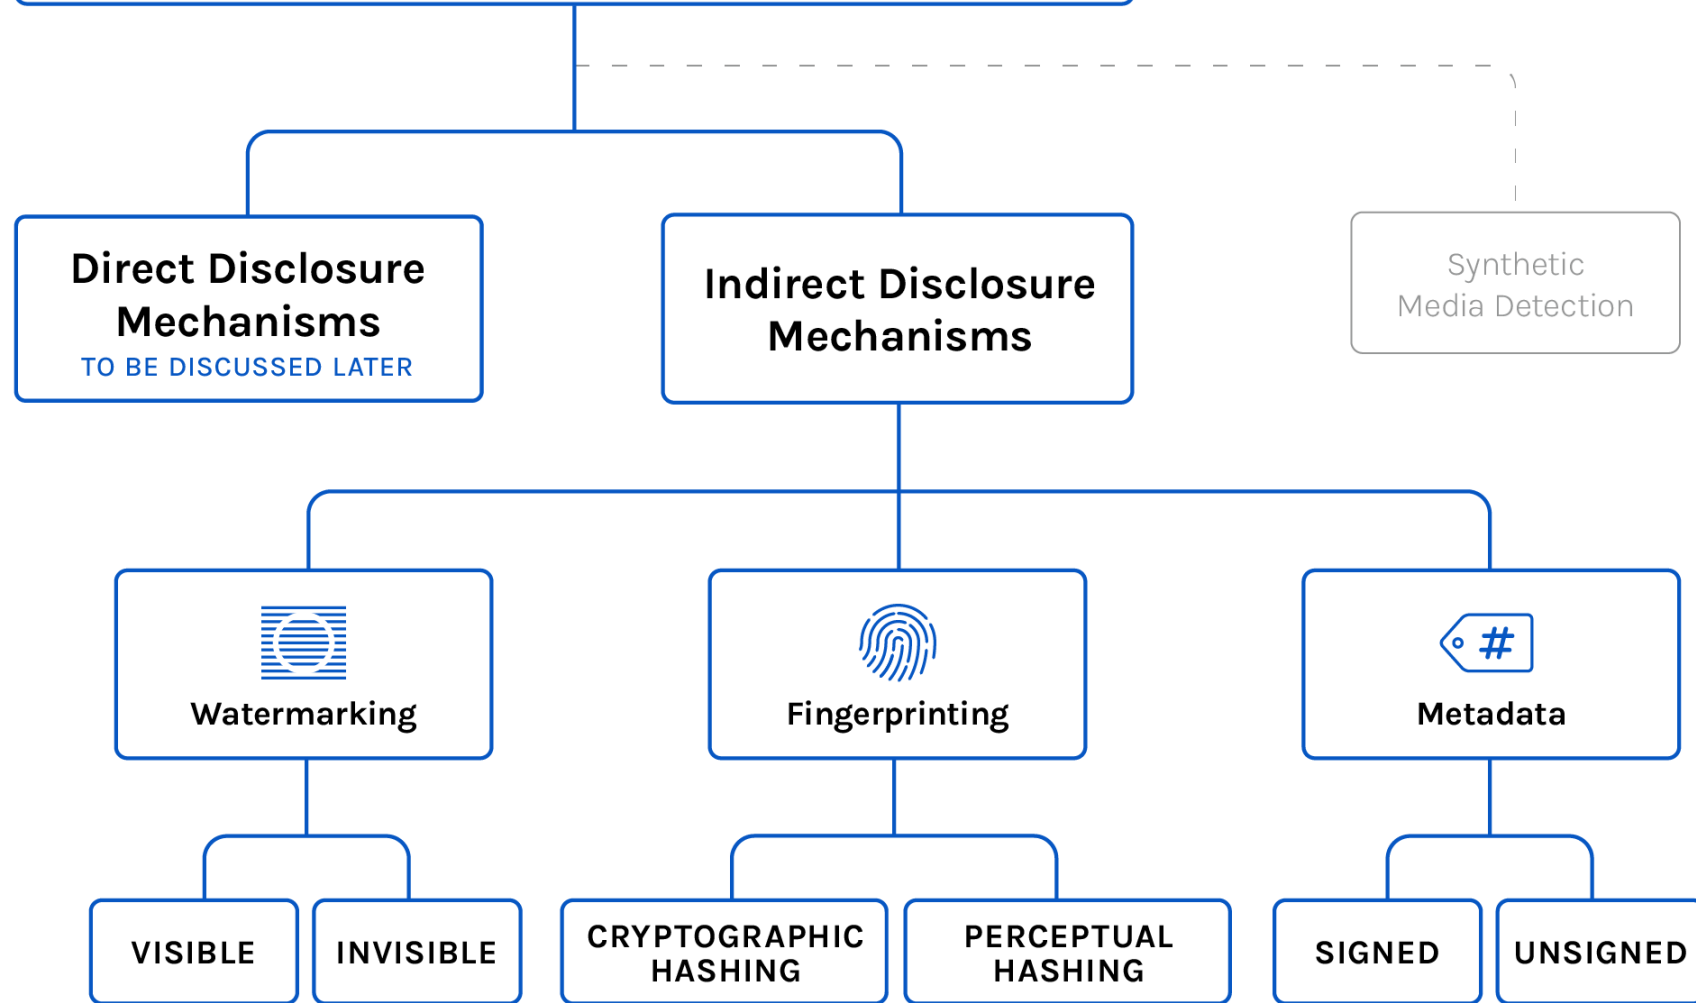 Direct Disclosure
Mechanisms
TO BE DISCUSSED LATER
Indirect Disclosure
Mechanisms
Synthetic
Media Detection
Watermarking
#
Fingerprinting
Metadata
VISIBLE
INVISIBLE
CRYPTOGRAPHIC
HASHING
PERCEPTUAL
HASHING
SIGNED
UNSIGNED